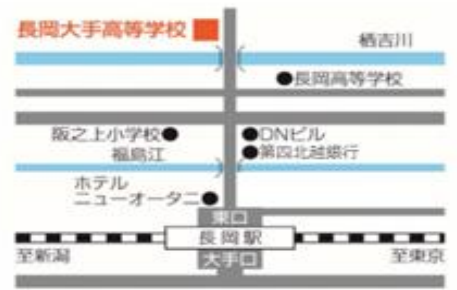 長岡大手高等学校
栖吉川
長岡高等学校
阪之上小学校
DNビル
福島江
第四北越銀行
ホテル
ニューオータニ
東口
長岡駅
至新潟
至東京
大手口